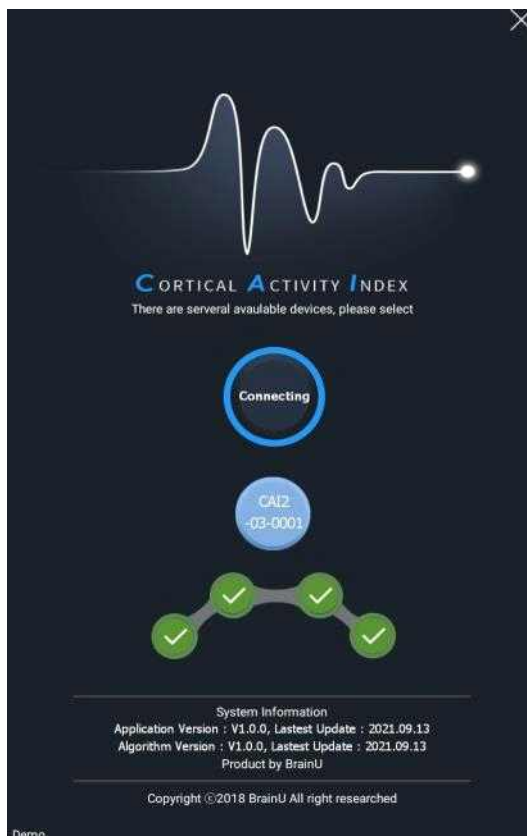 CORTICAL ACTIVITY INDEX
There are serveral avaulable devices, please select
Connecting
CAI2
-03-0001
System Information
Application Version : V1.0.0, Lastest Update : 2021.09.13
Algorithm Version : V1.0.0, Lastest Update : 2021.09.13
Product by BrainU
Copyright ⓒ2018 BrainU All right researched
Demo